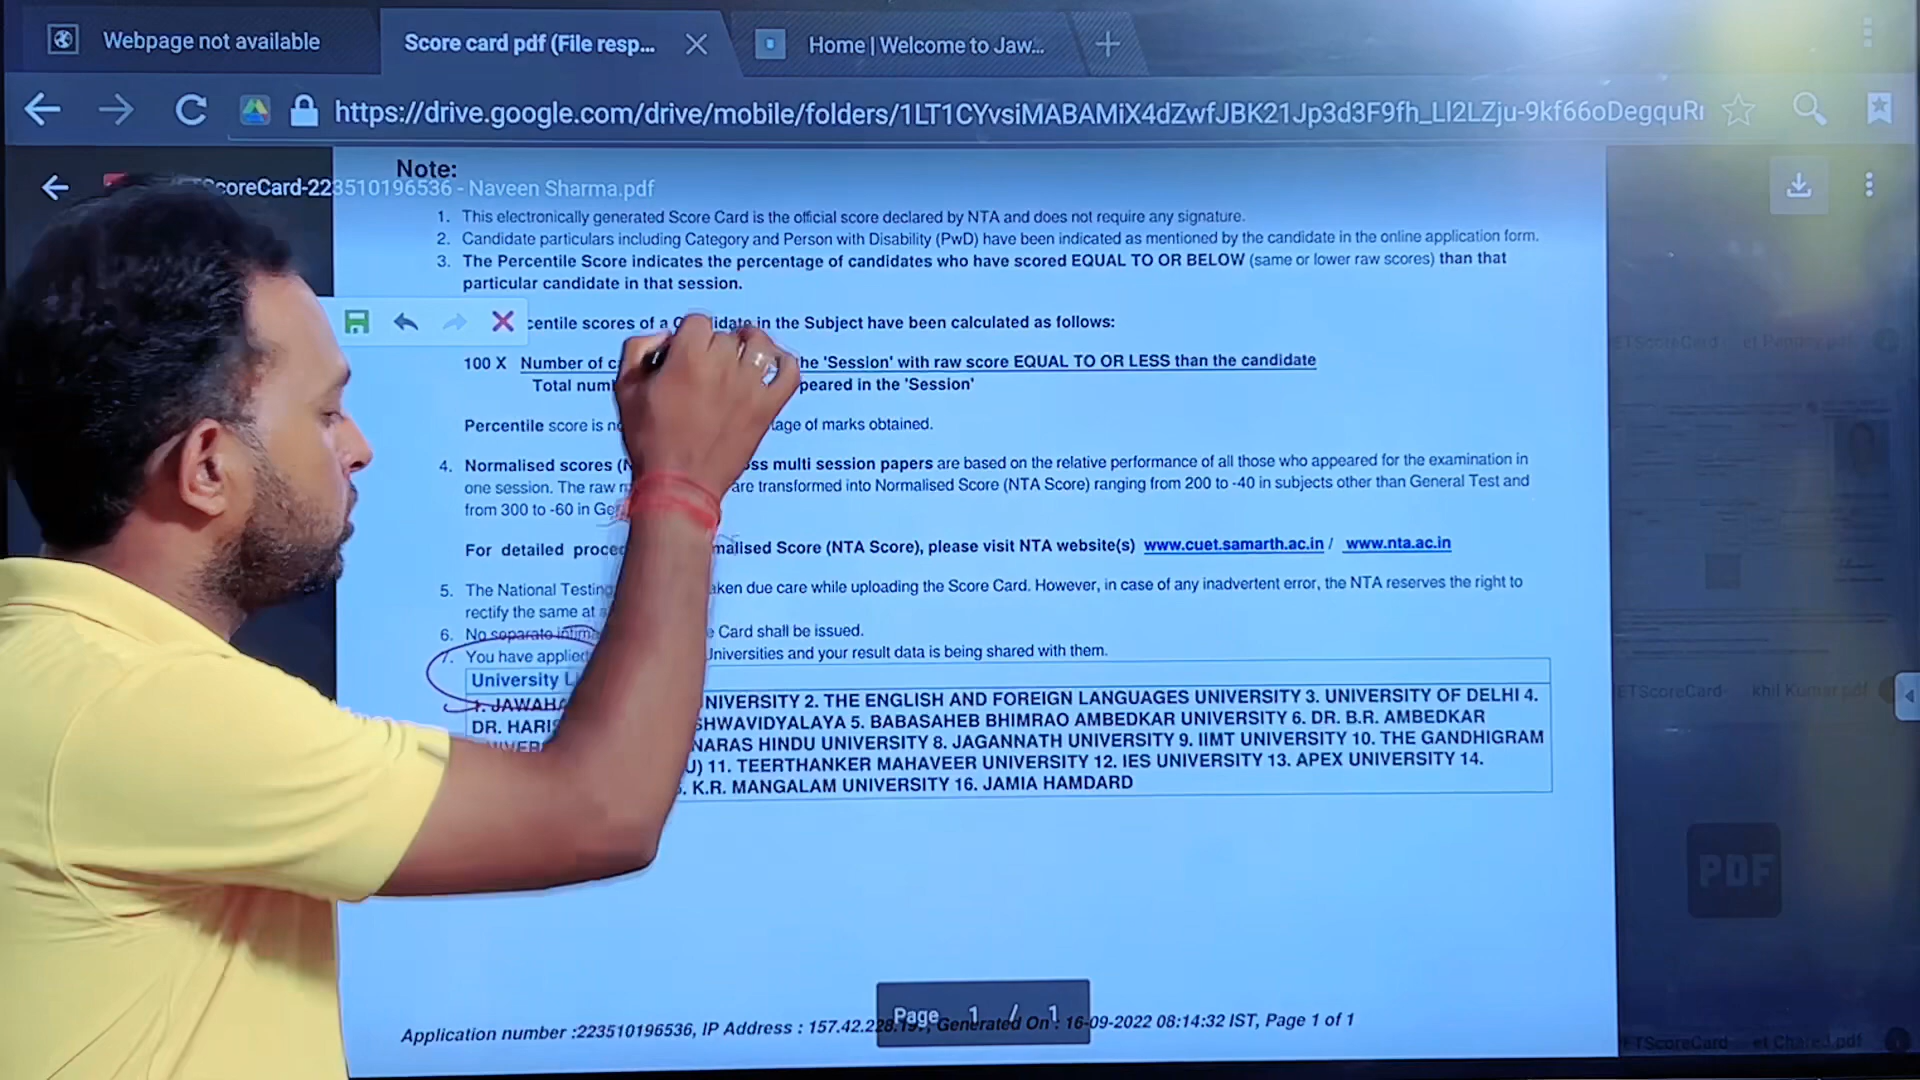 Webpage not available
Score card pdf (File resp...
Home | Welcome to Jaw...
https://drive.google.com/drive/mobile/folders/1LT1CYvsiMABAMiX4dZwfJBK21Jp3d3F9fh_Ll2LZju-9kf66oDegquRr
Note:
ScoreCard-223510196536 - Naveen Sharma.pdf
1. This electronically generated Score Card is the official score declared by NTA and does not require any signature.
2. Candidate particulars including Category and Person with Disability (PwD) have been indicated as mentioned by the candidate in the online application form.
3. The Percentile Score indicates the percentage of candidates who have scored EQUAL TO OR BELOW (same or lower raw scores) than that
particular candidate in that session.
centile scores of a in the Subject have been calculated as follows:
100 X Number of he 'Session' with raw score EQUAL TO OR LESS than the candidate
Total num peared in the 'Session'
Percentile score is tage of marks obtained.
4. Normalised scores ss multi session papers are based on the relative performance of all those who appeared for the examination in
one session. The raw are transformed into Normalised Score (NTA Score) ranging from 200 to -40 in subjects other than General Test and
from 300 to -60 in
For detailed malised Score (NTA Score), please visit NTA website(s) www.cuet.samarth.ac.in / www.nta.ac.in
5. The National Testing aken due care while uploading the Score Card. However, in case of any inadvertent error, the NTA reserves the right to
rectify the same at
6. No separate Card shall be issued.
7. You have applied Universities and your result data is being shared with them.
University
1. JAWAHA NIVERSITY 2. THE ENGLISH AND FOREIGN LANGUAGES UNIVERSITY 3. UNIVERSITY OF DELHI 4.
DR. HARIS SHWAVIDYALAYA 5. BABASAHEB BHIMRAO AMBEDKAR UNIVERSITY 6. DR. B.R. AMBEDKAR
NARAS HINDU UNIVERSITY 8. JAGANNATH UNIVERSITY 9. IIMT UNIVERSITY 10. THE GANDHIGRAM
U) 11. TEERTHANKER MAHAVEER UNIVERSITY 12. IES UNIVERSITY 13. APEX UNIVERSITY 14.
K.R. MANGALAM UNIVERSITY 16. JAMIA HAMDARD
PDF
Page 1 / 1
Application number :223510196536, IP Address : 157.42.228. Generated On : 16-09-2022 08:14:32 IST, Page 1 of 1